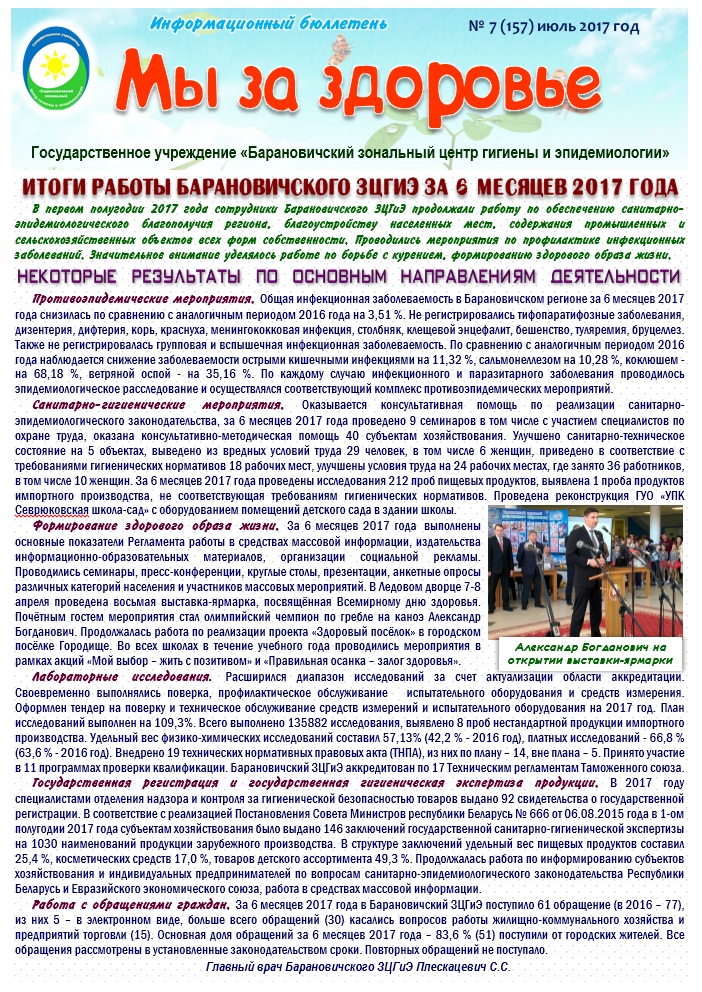 Информационный бюллетень
№ 7 (157) июль 2017 год
Мы за здоровье
Государственное учреждение «Барановичский зональный центр гигиены и эпидемиологии»
ИТОГИ РАБОТЫ БАРАНОВИЧСКОГО ЗЦГиЭ ЗА 6 МЕСЯЦЕВ 2017 ГОДА
В первом полугодии 2017 года сотрудники Барановичского ЗЦГиЭ продолжали работу по обеспечению санитарно-
эпидемиологического благополучия региона, благоустройству населенных мест, содержания промышленных и
сельскохозяйственных объектов всех форм собственности. Проводились мероприятия по профилактике инфекционных
заболеваний. Значительное внимание уделялось работе по борьбе с курением, формированию здорового образа жизни.
НЕКОТОРЫЕ РЕЗУЛЬТАТЫ ПО ОСНОВНЫМ НАПРАВЛЕНИЯМ ДЕЯТЕЛЬНОСТИ
Противоэпидемические мероприятия. Общая инфекционная заболеваемость в Барановичском регионе за 6 месяцев 2017
года снизилась по сравнению с аналогичным периодом 2016 года на 3,51 %. Не регистрировались тифопаратифозные заболевания,
дизентерия, дифтерия, корь, краснуха, менингококковая инфекция, столбняк, клещевой энцефалит, бешенство, туляремия, бруцеллез.
Также не регистрировалась групповая и вспышечная инфекционная заболеваемость. По сравнению с аналогичным периодом 2016
года наблюдается снижение заболеваемости острыми кишечными инфекциями на 11,32 %, сальмонеллезом на 10,28 %, коклюшем -
на 68,18 %, ветряной оспой - на 35,16 %. По каждому случаю инфекционного и паразитарного заболевания проводилось
эпидемиологическое расследование и осуществлялся соответствующий комплекс противоэпидемических мероприятий.
Санитарно-гигиенические мероприятия. Оказывается консультативная помощь по реализации санитарно-
эпидемиологического законодательства, за 6 месяцев 2017 года проведено 9 семинаров в том числе с участием специалистов по
охране труда, оказана консультативно-методическая помощь 40 субъектам хозяйствования. Улучшено санитарно-техническое
состояние на 5 объектах, выведено из вредных условий труда 29 человек, в том числе 6 женщин, приведено в соответствие с
требованиями гигиенических нормативов 18 рабочих мест, улучшены условия труда на 24 рабочих местах, где занято 36 работников,
в том числе 10 женщин. За 6 месяцев 2017 года проведены исследования 212 проб пищевых продуктов, выявлена 1 проба продуктов
импортного производства, не соответствующая требованиям гигиенических нормативов. Проведена реконструкция ГУО «УПК
Севрюковская школа-сад» с оборудованием помещений детского сада в здании школы.
Формирование здорового образа жизни. За 6 месяцев 2017 года выполнены
основные показатели Регламента работы в средствах массовой информации, издательства
информационно-образовательных материалов, организации социальной рекламы.
Проводились семинары, пресс-конференции, круглые столы, презентации, анкетные опросы
различных категорий населения и участников массовых мероприятий. В Ледовом дворце 7-8
апреля проведена восьмая выставка-ярмарка, посвящённая Всемирному дню здоровья.
Почётным гостем мероприятия стал олимпийский чемпион по гребле на каноэ Александр
Богданович. Продолжалась работа по реализации проекта «Здоровый посёлок» в городском
посёлке Городище. Во всех школах в течение учебного года проводились мероприятия в
рамках акций «Мой выбор – жить с позитивом» и «Правильная осанка – залог здоровья».
Александр Богданович на
открытии выставки-ярмарки
Лабораторные исследования. Расширился диапазон исследований за счет актуализации области аккредитации.
Своевременно выполнялись поверка, профилактическое обслуживание испытательного оборудования и средств измерения.
Оформлен тендер на поверку и техническое обслуживание средств измерений и испытательного оборудования на 2017 год. План
исследований выполнен на 109,3%. Всего выполнено 135882 исследования, выявлено 8 проб нестандартной продукции импортного
производства. Удельный вес физико-химических исследований составил 57,13% (42,2 % - 2016 год), платных исследований - 66,8 %
(63,6 % - 2016 год). Внедрено 19 технических нормативных правовых акта (ТНПА), из них по плану – 14, вне плана – 5. Принято участие
в 11 программах проверки квалификации. Барановичский ЗЦГиЭ аккредитован по 17 Техническим регламентам Таможенного союза.
Государственная регистрация и государственная гигиеническая экспертиза продукции. В 2017 году
специалистами отделения надзора и контроля за гигиенической безопасностью товаров выдано 92 свидетельства о государственной
регистрации. В соответствие с реализацией Постановления Совета Министров республики Беларусь № 666 от 06.08.2015 года в 1-ом
полугодии 2017 года субъектам хозяйствования было выдано 146 заключений государственной санитарно-гигиенической экспертизы
на 1030 наименований продукции зарубежного производства. В структуре заключений удельный вес пищевых продуктов составил
25,4 %, косметических средств 17,0 %, товаров детского ассортимента 49,3 %. Продолжалась работа по информированию субъектов
хозяйствования и индивидуальных предпринимателей по вопросам санитарно-эпидемиологического законодательства Республики
Беларусь и Евразийского экономического союза, работа в средствах массовой информации.
Работа с обращениями граждан. За 6 месяцев 2017 года в Барановичский ЗЦГиЭ поступило 61 обращение (в 2016 – 77),
из них 5 – в электронном виде, больше всего обращений (30) касались вопросов работы жилищно-коммунального хозяйства и
предприятий торговли (15). Основная доля обращений за 6 месяцев 2017 года – 83,6 % (51) поступили от городских жителей. Все
обращения рассмотрены в установленные законодательством сроки. Повторных обращений не поступало.
Главный врач Барановичского ЗЦГиЭ Плескацевич С.С.